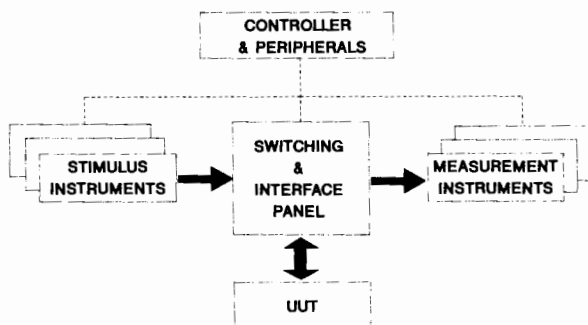 CONTROLLER
& PERIPHERALS
STIMULUS
INSTRUMENTS
SWITCHING
&
INTERFACE
PANEL
MEASUREMENT
INSTRUMENTS
UUT